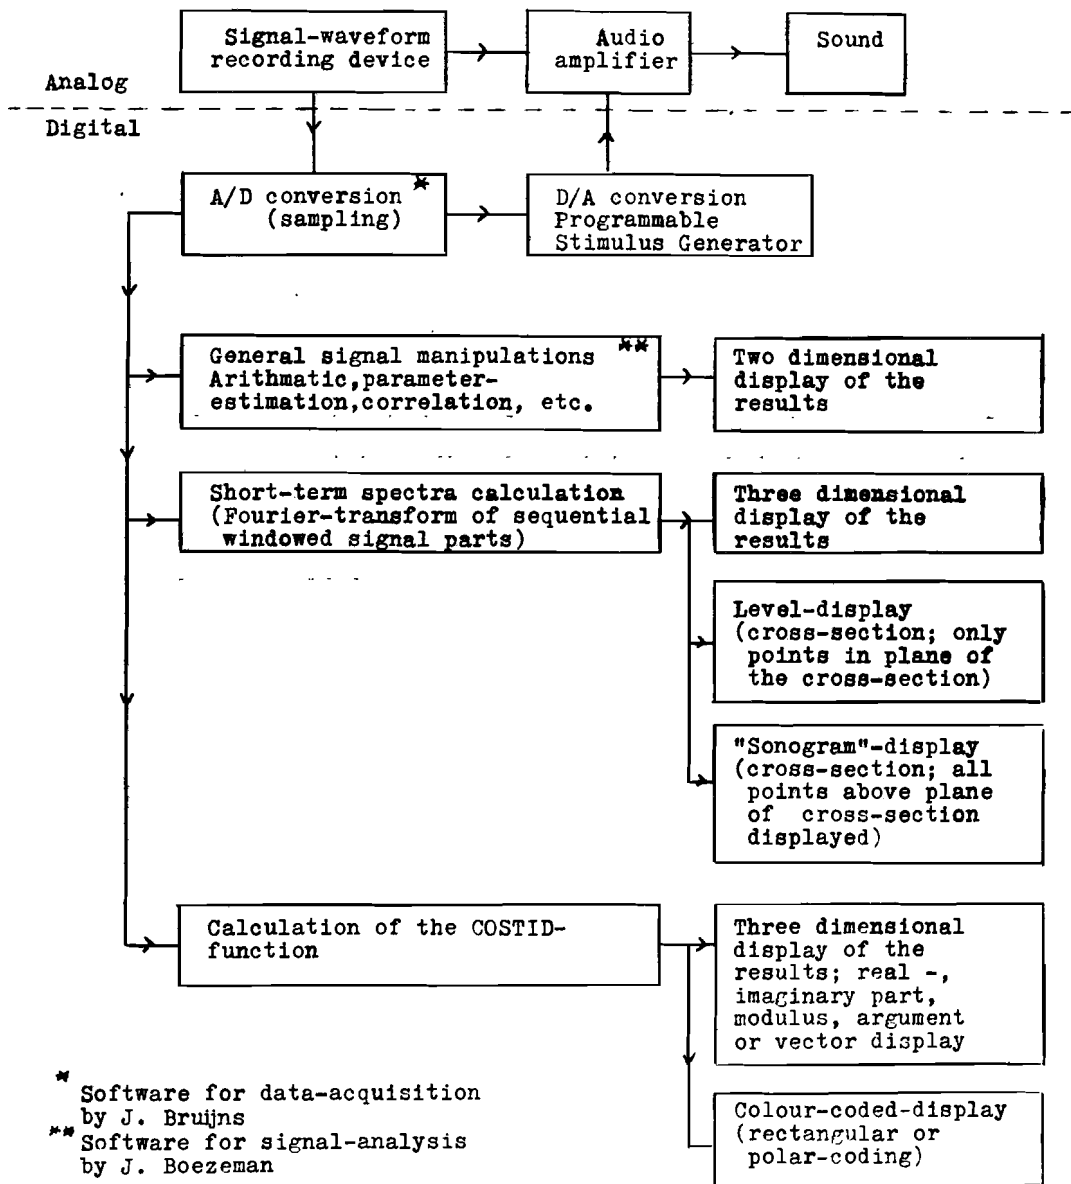 Signal-waveform
recording device
Audio
amplifier
Sound
Analog
Digital
A/D conversion *
(sampling)
D/A conversion
Programmable
Stimulus Generator
General signal manipulations **
Arithmatic,parameter-
estimation,correlation, etc.
Two dimensional
display of the
results
Short-term spectra calculation
(Fourier-transform of sequential
windowed signal parts)
Three dimensional
display of the
results
Level-display
(cross-section; only
points in plane of
the cross-section)
"Sonogram"-display
(cross-section; all
points above plane
of cross-section
displayed)
Calculation of the COSTID-
function
Three dimensional
display of the
results; real -,
imaginary part,
modulus, argument
or vector display
Colour-coded-display
(rectangular or
polar-coding)
* Software for data-acquisition
by J. Bruijns
** Software for signal-analysis
by J. Boezeman